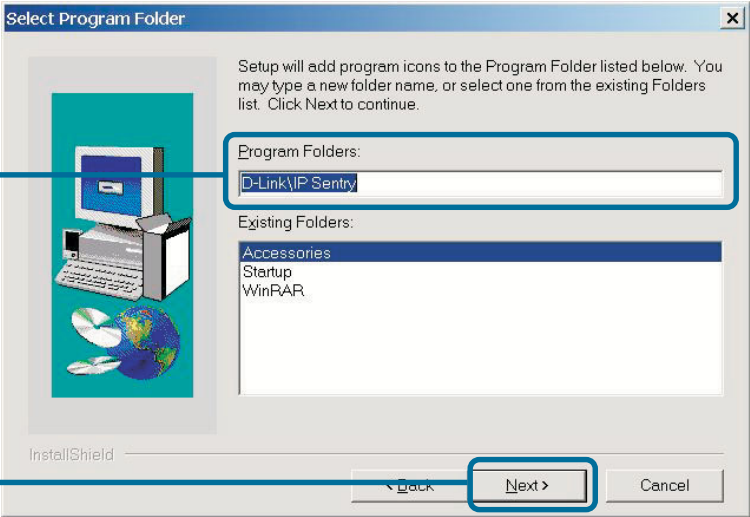 Select Program Folder
Setup will add program icons to the Program Folder listed below. You
may type a new folder name, or select one from the existing Folders
list. Click Next to continue.
Program Folders:
D-Link\IP Sentry
Existing Folders:
Accessories
Startup
WinRAR
InstallShield
< Back
Next >
Cancel